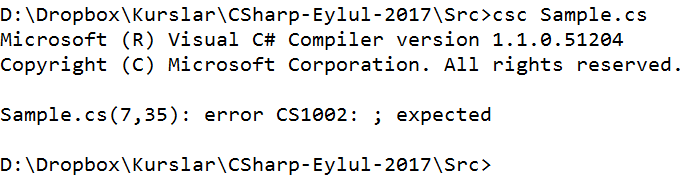 D:\Dropbox\Kurslar\CSharp-Eylul-2017\Src>csc Sample.cs
Microsoft (R) Visual C# Compiler version 1.1.0.51204
Copyright (C) Microsoft Corporation. All rights reserved.
Sample.cs(7,35): error CS1002: ; expected
D:\Dropbox\Kurslar\CSharp-Eylul-2017\Src>